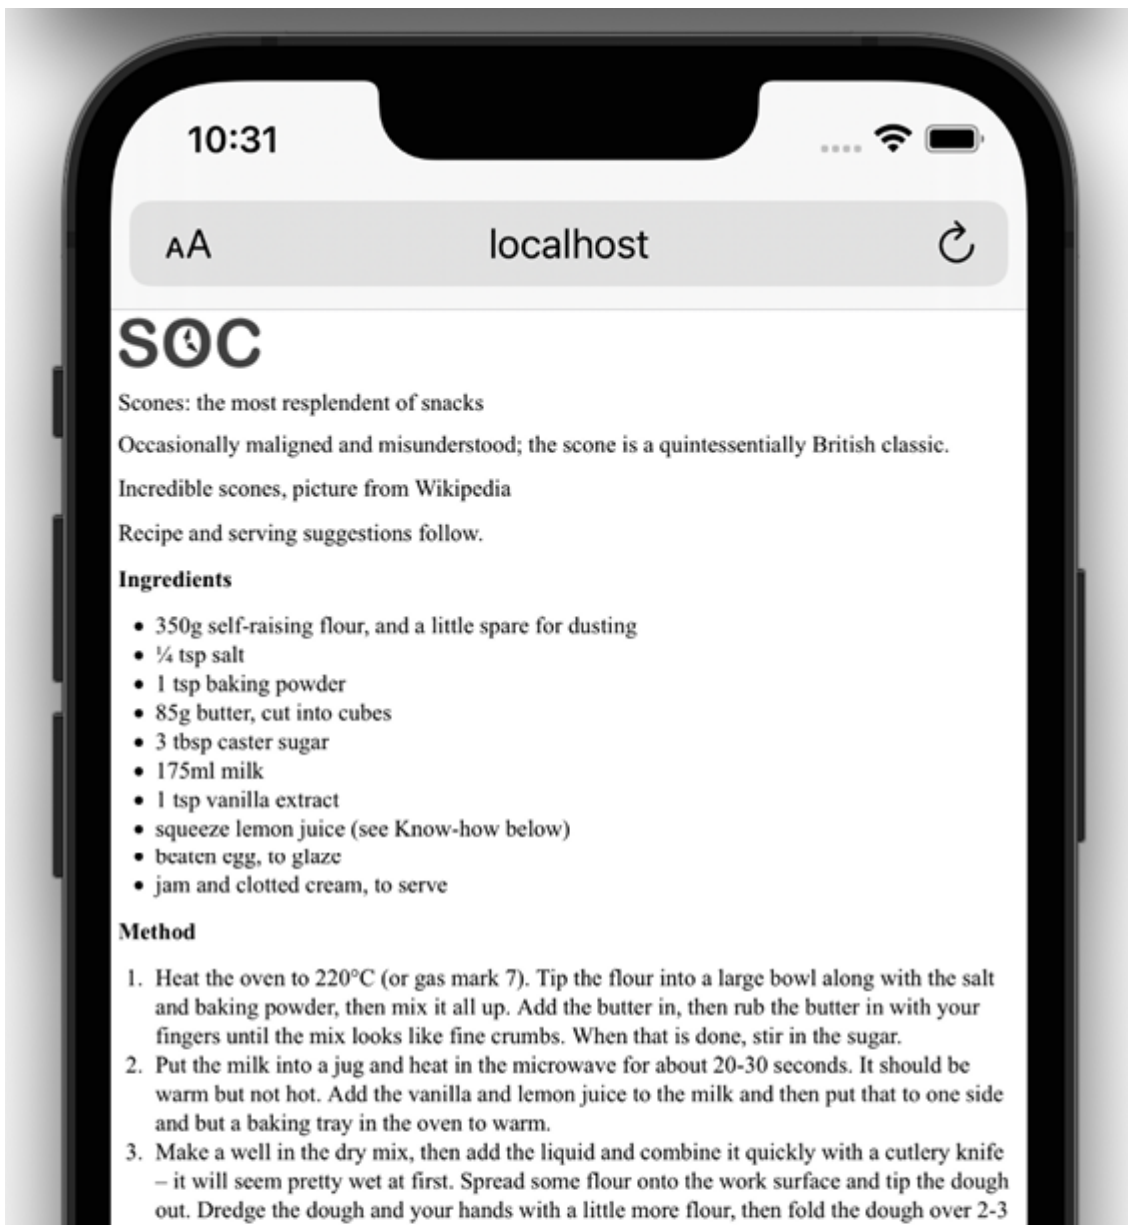 10:31
AA localhost
SOC
Scones: the most resplendent of snacks
Occasionally maligned and misunderstood; the scone is a quintessentially British classic.
Incredible scones, picture from Wikipedia
Recipe and serving suggestions follow.
Ingredients
• 350g self-raising flour, and a little spare for dusting
• ¼ tsp salt
• 1 tsp baking powder
• 85g butter, cut into cubes
• 3 tbsp caster sugar
• 175ml milk
• 1 tsp vanilla extract
• squeeze lemon juice (see Know-how below)
• beaten egg, to glaze
• jam and clotted cream, to serve
Method
1. Heat the oven to 220°C (or gas mark 7). Tip the flour into a large bowl along with the salt
and baking powder, then mix it all up. Add the butter in, then rub the butter in with your
fingers until the mix looks like fine crumbs. When that is done, stir in the sugar.
2. Put the milk into a jug and heat in the microwave for about 20-30 seconds. It should be
warm but not hot. Add the vanilla and lemon juice to the milk and then put that to one side
and but a baking tray in the oven to warm.
3. Make a well in the dry mix, then add the liquid and combine it quickly with a cutlery knife
– it will seem pretty wet at first. Spread some flour onto the work surface and tip the dough
out. Dredge the dough and your hands with a little more flour, then fold the dough over 2-3